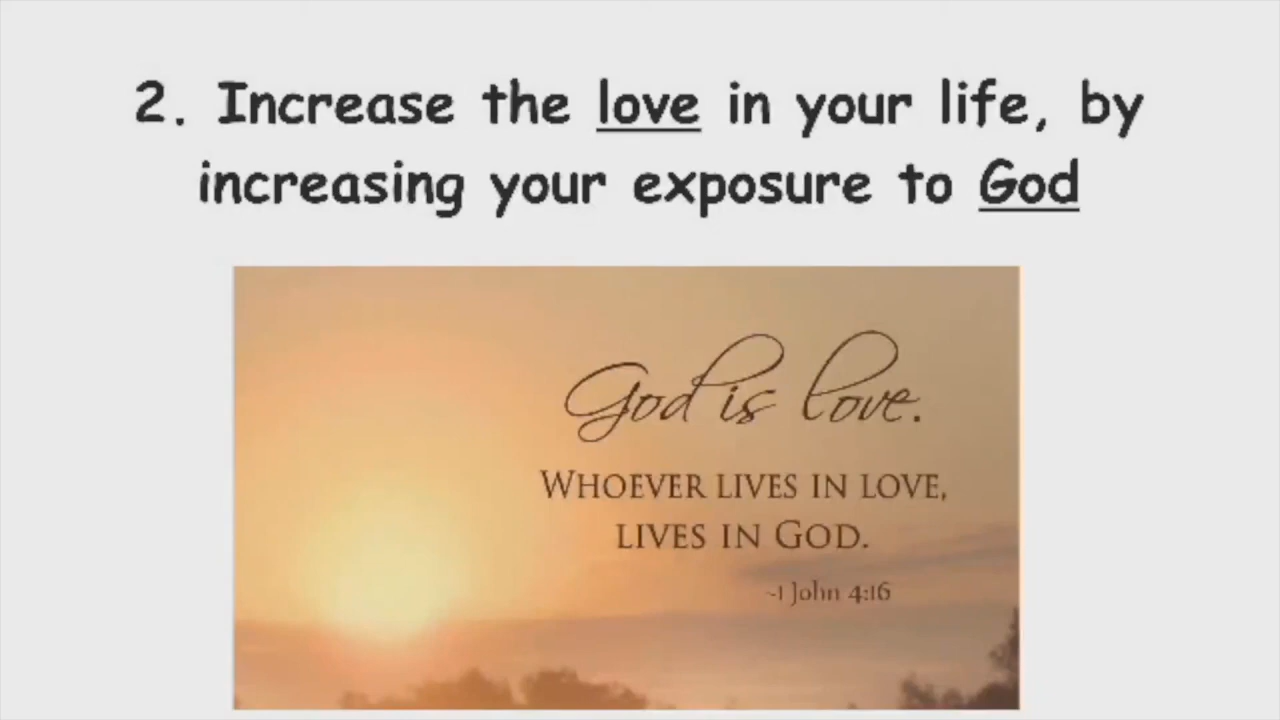 2. Increase the love in your life, by
increasing your exposure to God
God is love.
WHOEVER LIVES IN LOVE,
LIVES IN GOD.
~1 John 4:16